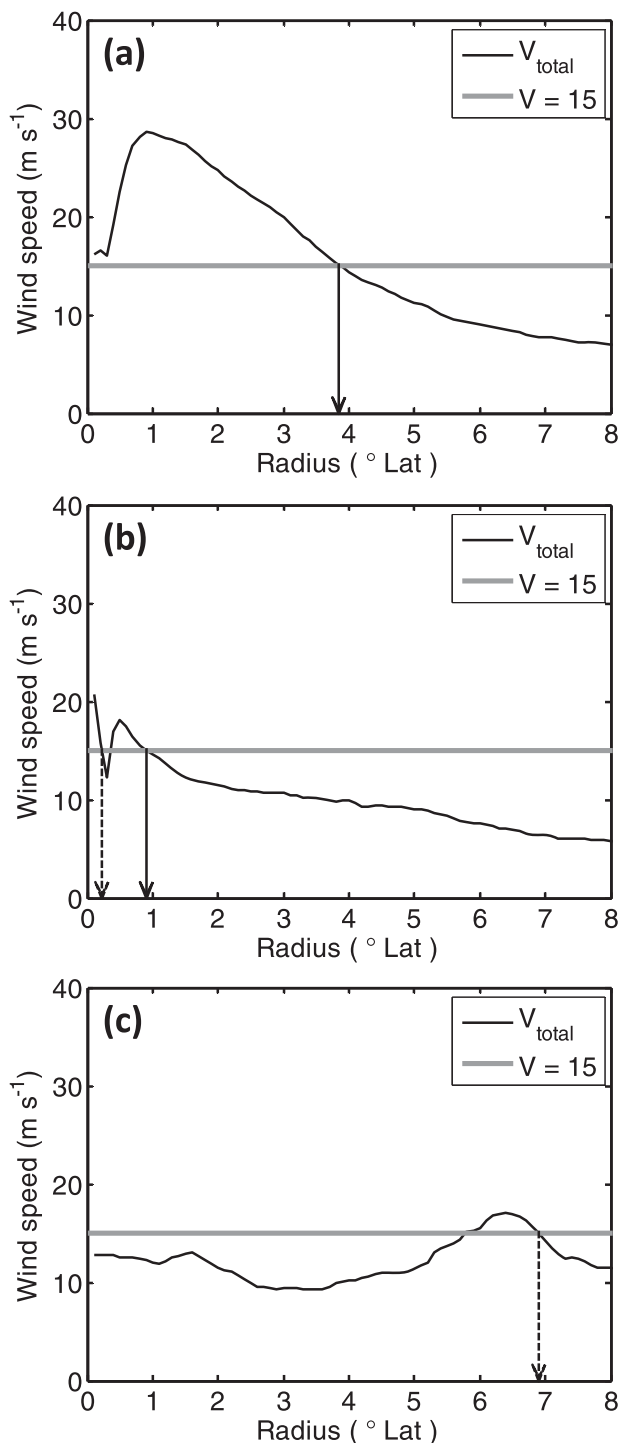 (a)
V_total
V = 15
Wind speed (m s⁻¹)
40
30
20
10
0
0 1 2 3 4 5 6 7 8
Radius ( ° Lat )
(b)
V_total
V = 15
Wind speed (m s⁻¹)
40
30
20
10
0
0 1 2 3 4 5 6 7 8
Radius ( ° Lat )
(c)
V_total
V = 15
Wind speed (m s⁻¹)
40
30
20
10
0
0 1 2 3 4 5 6 7 8
Radius ( ° Lat )